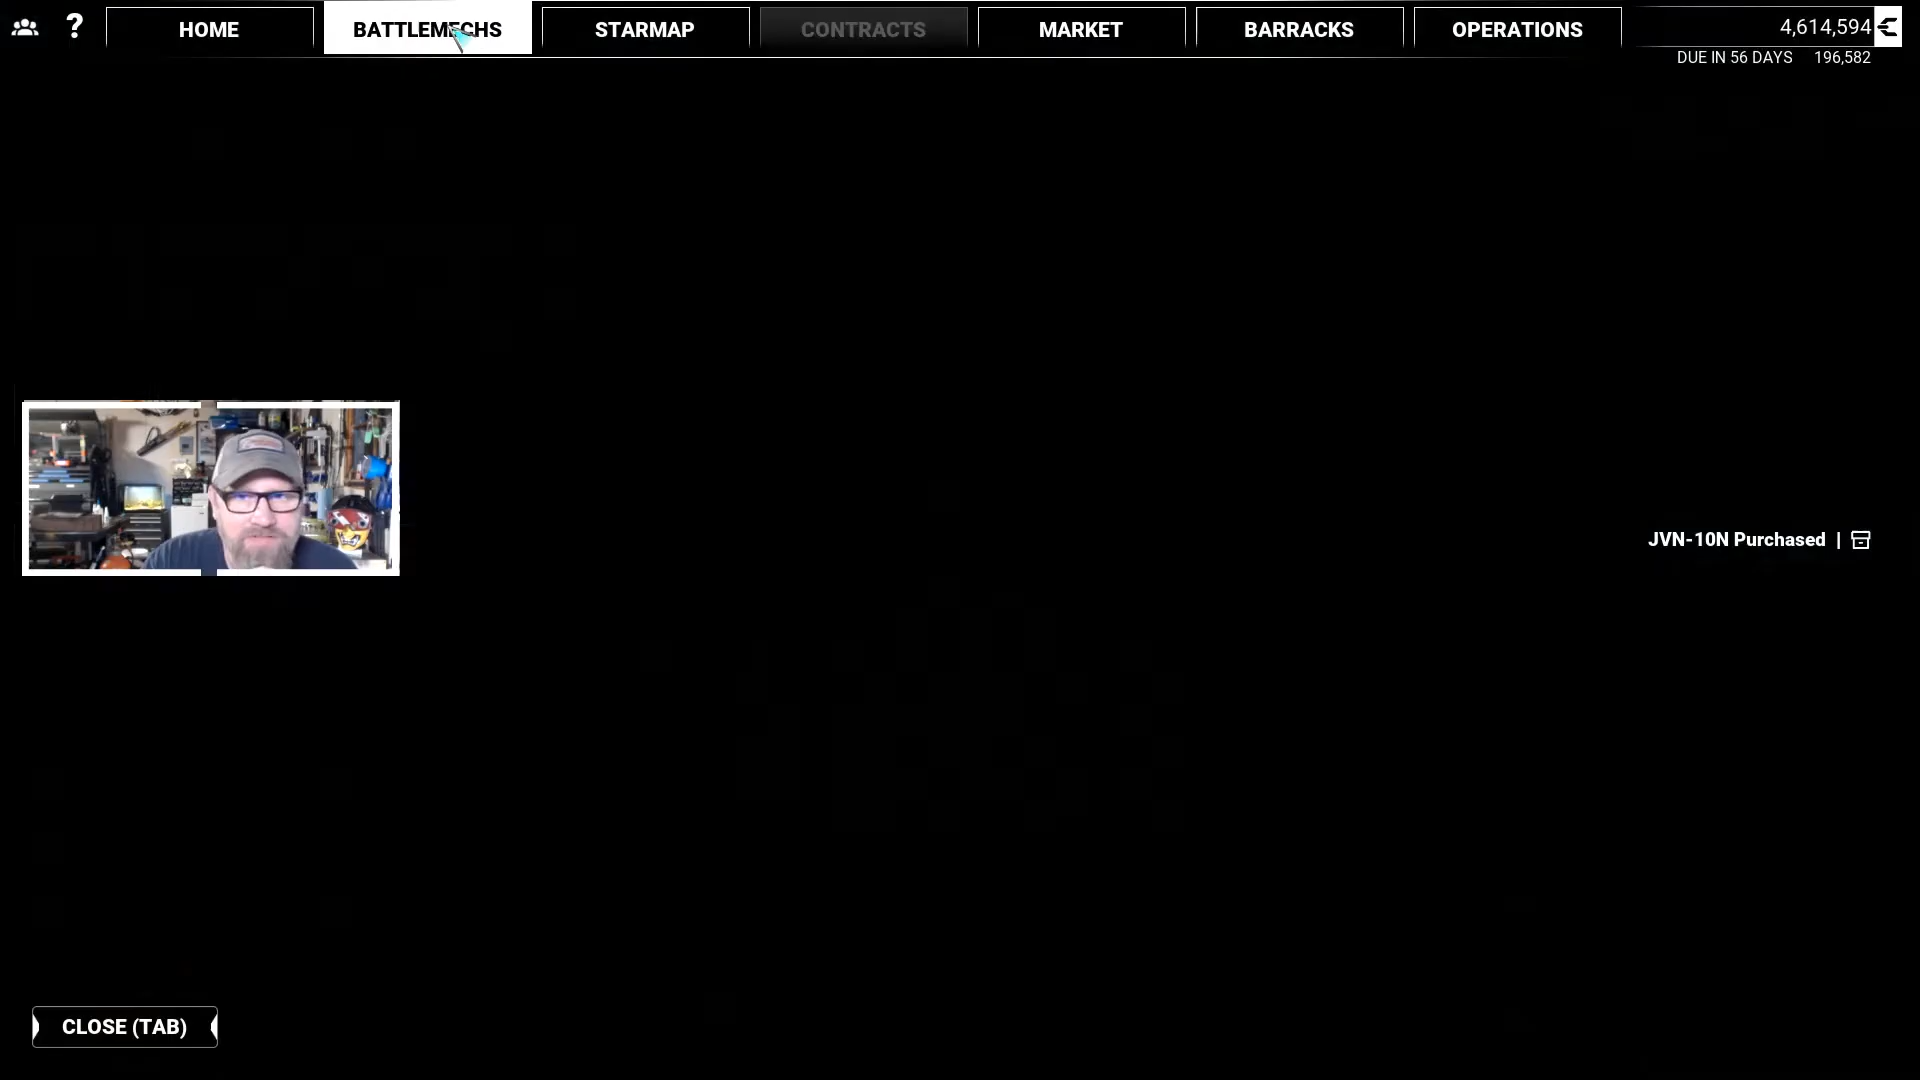 ?
HOME
BATTLEMECHS
STARMAP
CONTRACTS
MARKET
BARRACKS
OPERATIONS
4,614,594
DUE IN 56 DAYS 196,582
JVN-10N Purchased |
CLOSE (TAB)